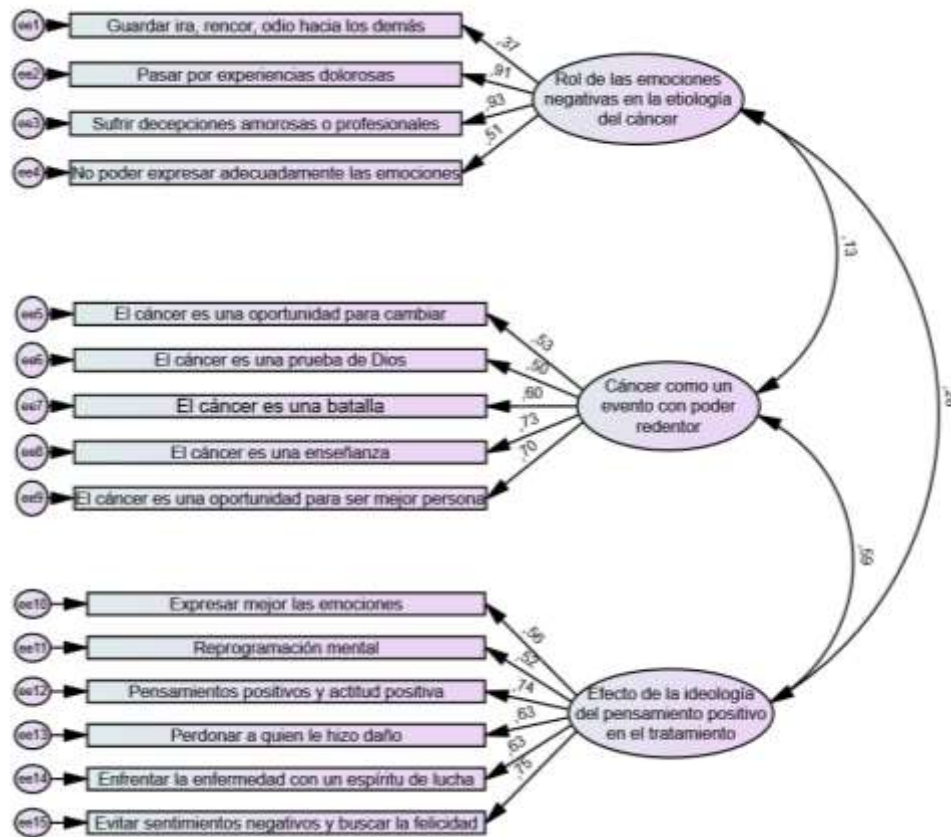 ee1
Guardar ira, rencor, odio hacia los demás
ee2
Pasar por experiencias dolorosas
ee3
Sufrir decepciones amorosas o profesionales
ee4
No poder expresar adecuadamente las emociones
,37
,91
,93
,51
Rol de las emociones
negativas en la etiología
del cáncer
,13
ee5
El cáncer es una oportunidad para cambiar
ee6
El cáncer es una prueba de Dios
ee7
El cáncer es una batalla
ee8
El cáncer es una enseñanza
ee9
El cáncer es una oportunidad para ser mejor persona
,53
,50
,60
,73
,70
Cáncer como un
evento con poder
redentor
ee10
Expresar mejor las emociones
ee11
Reprogramación mental
ee12
Pensamientos positivos y actitud positiva
ee13
Perdonar a quien le hizo daño
ee14
Enfrentar la enfermedad con un espíritu de lucha
ee15
Evitar sentimientos negativos y buscar la felicidad
,56
,52
,74
,63
,63
,75
Efecto de la ideología
del pensamiento positivo
en el tratamiento